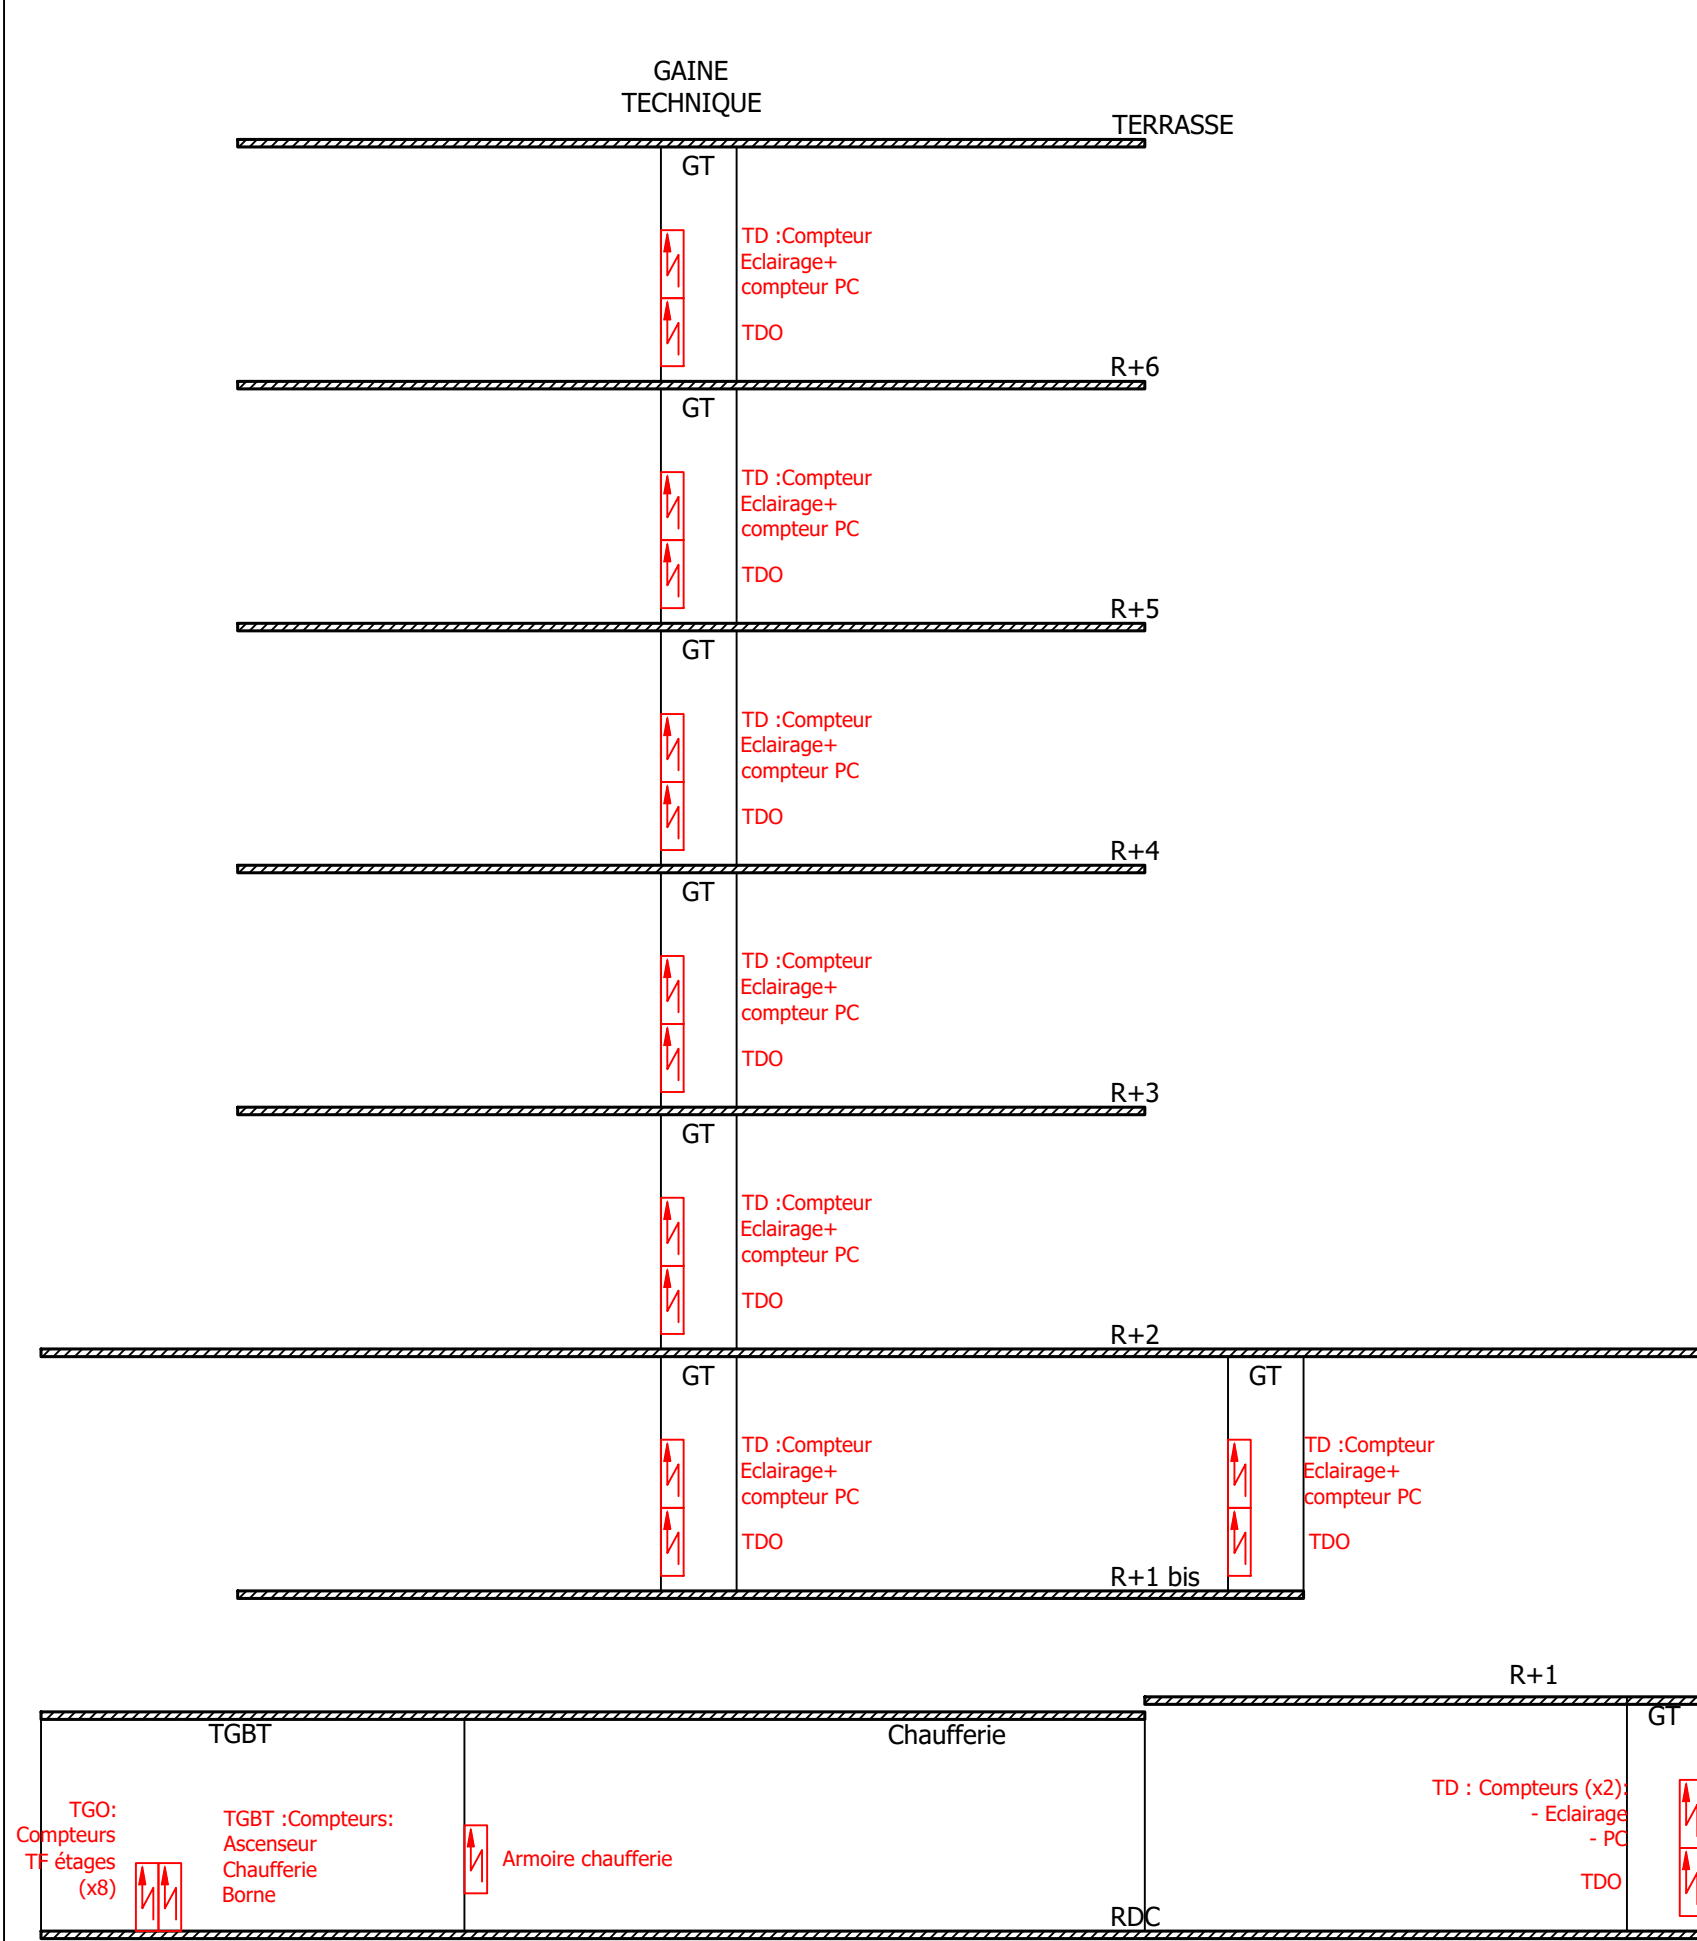 GAINE
TECHNIQUE
TERRASSE
GT
TD :Compteur
Eclairage+
compteur PC
TDO
R+6
GT
TD :Compteur
Eclairage+
compteur PC
TDO
R+5
GT
TD :Compteur
Eclairage+
compteur PC
TDO
R+4
GT
TD :Compteur
Eclairage+
compteur PC
TDO
R+3
GT
TD :Compteur
Eclairage+
compteur PC
TDO
R+2
GT
TD :Compteur
Eclairage+
compteur PC
TDO
GT
TD :Compteur
Eclairage+
compteur PC
TDO
R+1 bis
R+1
TGBT
Chaufferie
GT
TGO:
Compteurs
TF étages
(x8)
TGBT :Compteurs:
Ascenseur
Chaufferie
Borne
Armoire chaufferie
TD : Compteurs (x2):
- Eclairage
- PC
TDO
RDC